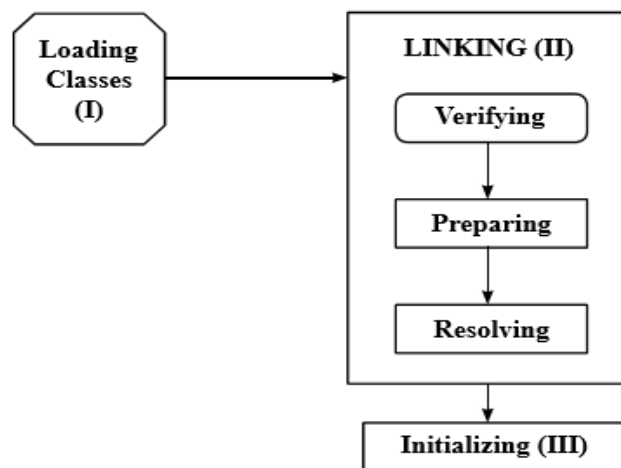 Loading
Classes
(I)
LINKING (II)
Verifying
Preparing
Resolving
Initializing (III)